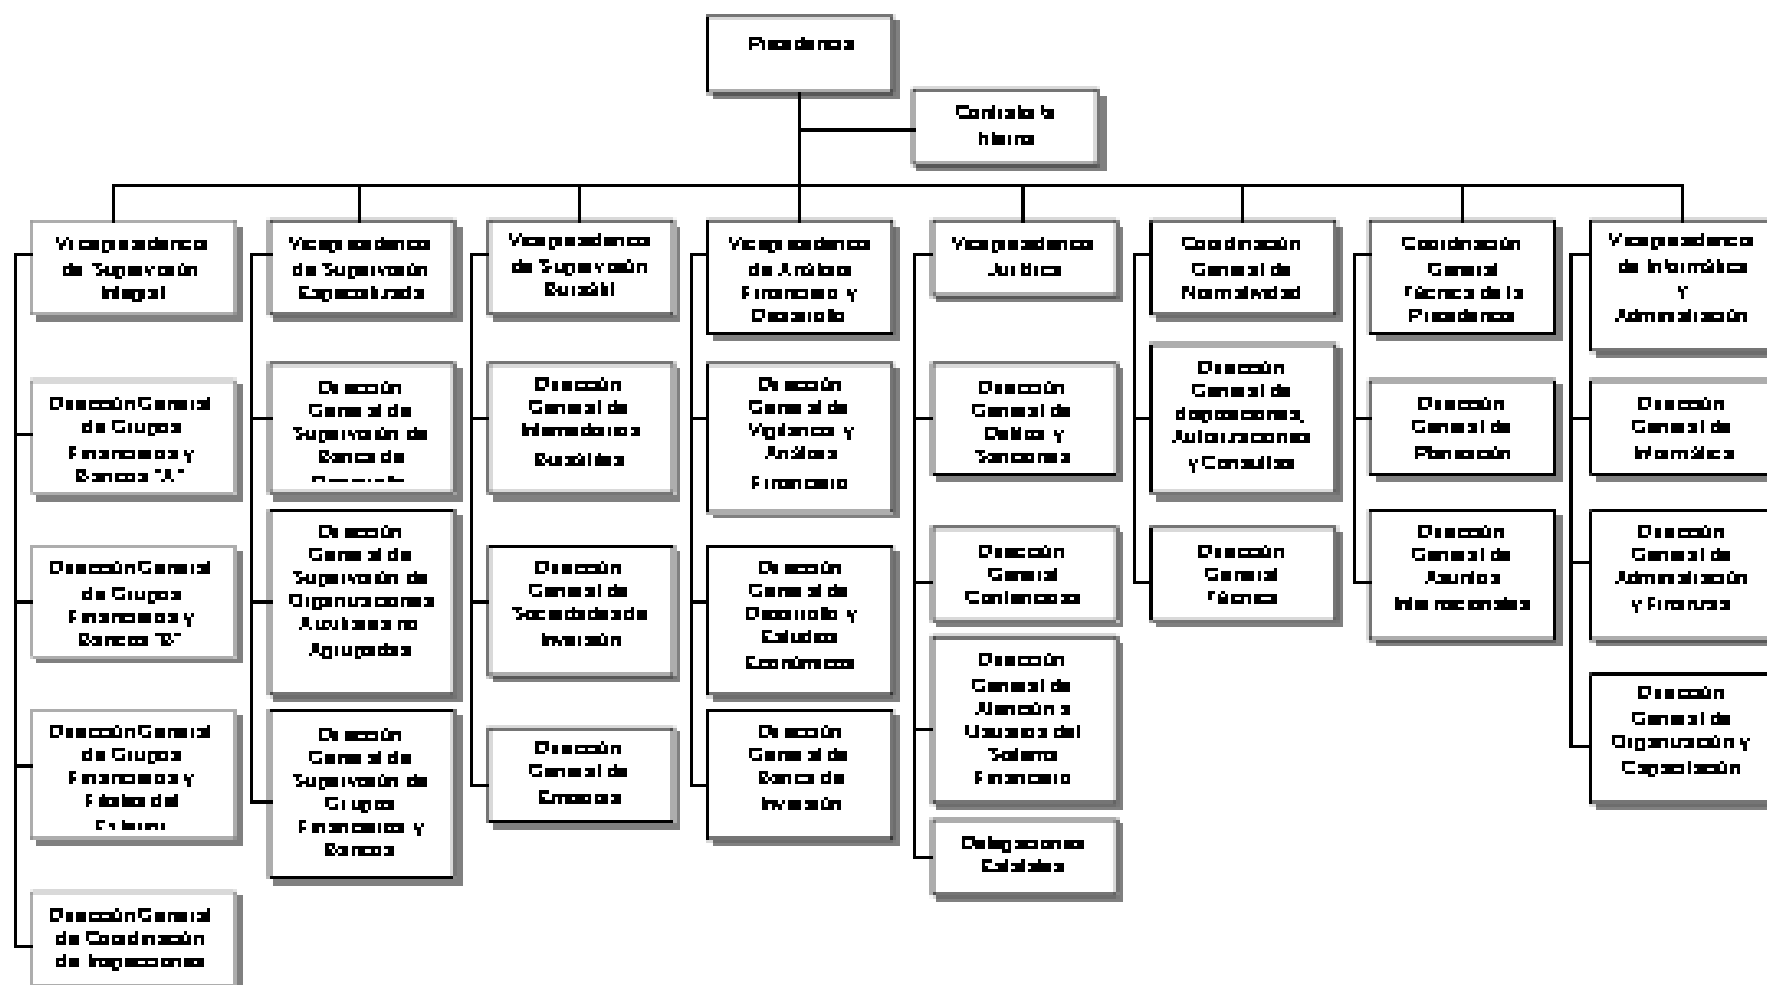 Presidencia
Contraloría
Interna
Vicepresidencia
de Supervisión
Integral
Vicepresidencia
de Supervisión
Especializada
Vicepresidencia
de Supervisión
Bursátil
Vicepresidencia
de Análisis
Financiero y
Desarrollo
Vicepresidencia
Jurídica
Coordinación
General de
Normatividad
Coordinación
General
Técnica de la
Presidencia
Vicepresidencia
de Informática
y
Administración
Dirección General
de Grupos
Financieros y
Bancos "A"
Dirección General
de Grupos
Financieros y
Bancos "B"
Dirección General
de Grupos
Financieros y
Filiales del
Dirección General
de Coordinación
de Inspecciones
Dirección
General de
Supervisión de
Banca de
Dirección
General de
Supervisión de
Organizaciones
Auxiliares no
Agrupadas
Dirección
General de
Supervisión de
Grupos
Financieros y
Bancos
Dirección
General de
Intermediarios
Bursátiles
Dirección
General de
Sociedades de
Inversión
Dirección
General de
Emisoras
Dirección
General de
Vigilancia y
Análisis
Financiero
Dirección
General de
Desarrollo y
Estudios
Económicos
Dirección
General de
Banca de
Inversión
Dirección
General de
Delitos y
Sanciones
Dirección
General
Contenciosa
Dirección
General de
Atención a
Usuarios del
Sistema
Financiero
Delegaciones
Estatales
Dirección
General de
disposiciones,
Autorizaciones
y Consultas
Dirección
General
Técnica
Dirección
General de
Planeación
Dirección
General de
Asuntos
Internacionales
Dirección
General de
Informática
Dirección
General de
Administración
y Finanzas
Dirección
General de
Organización y
Capacitación